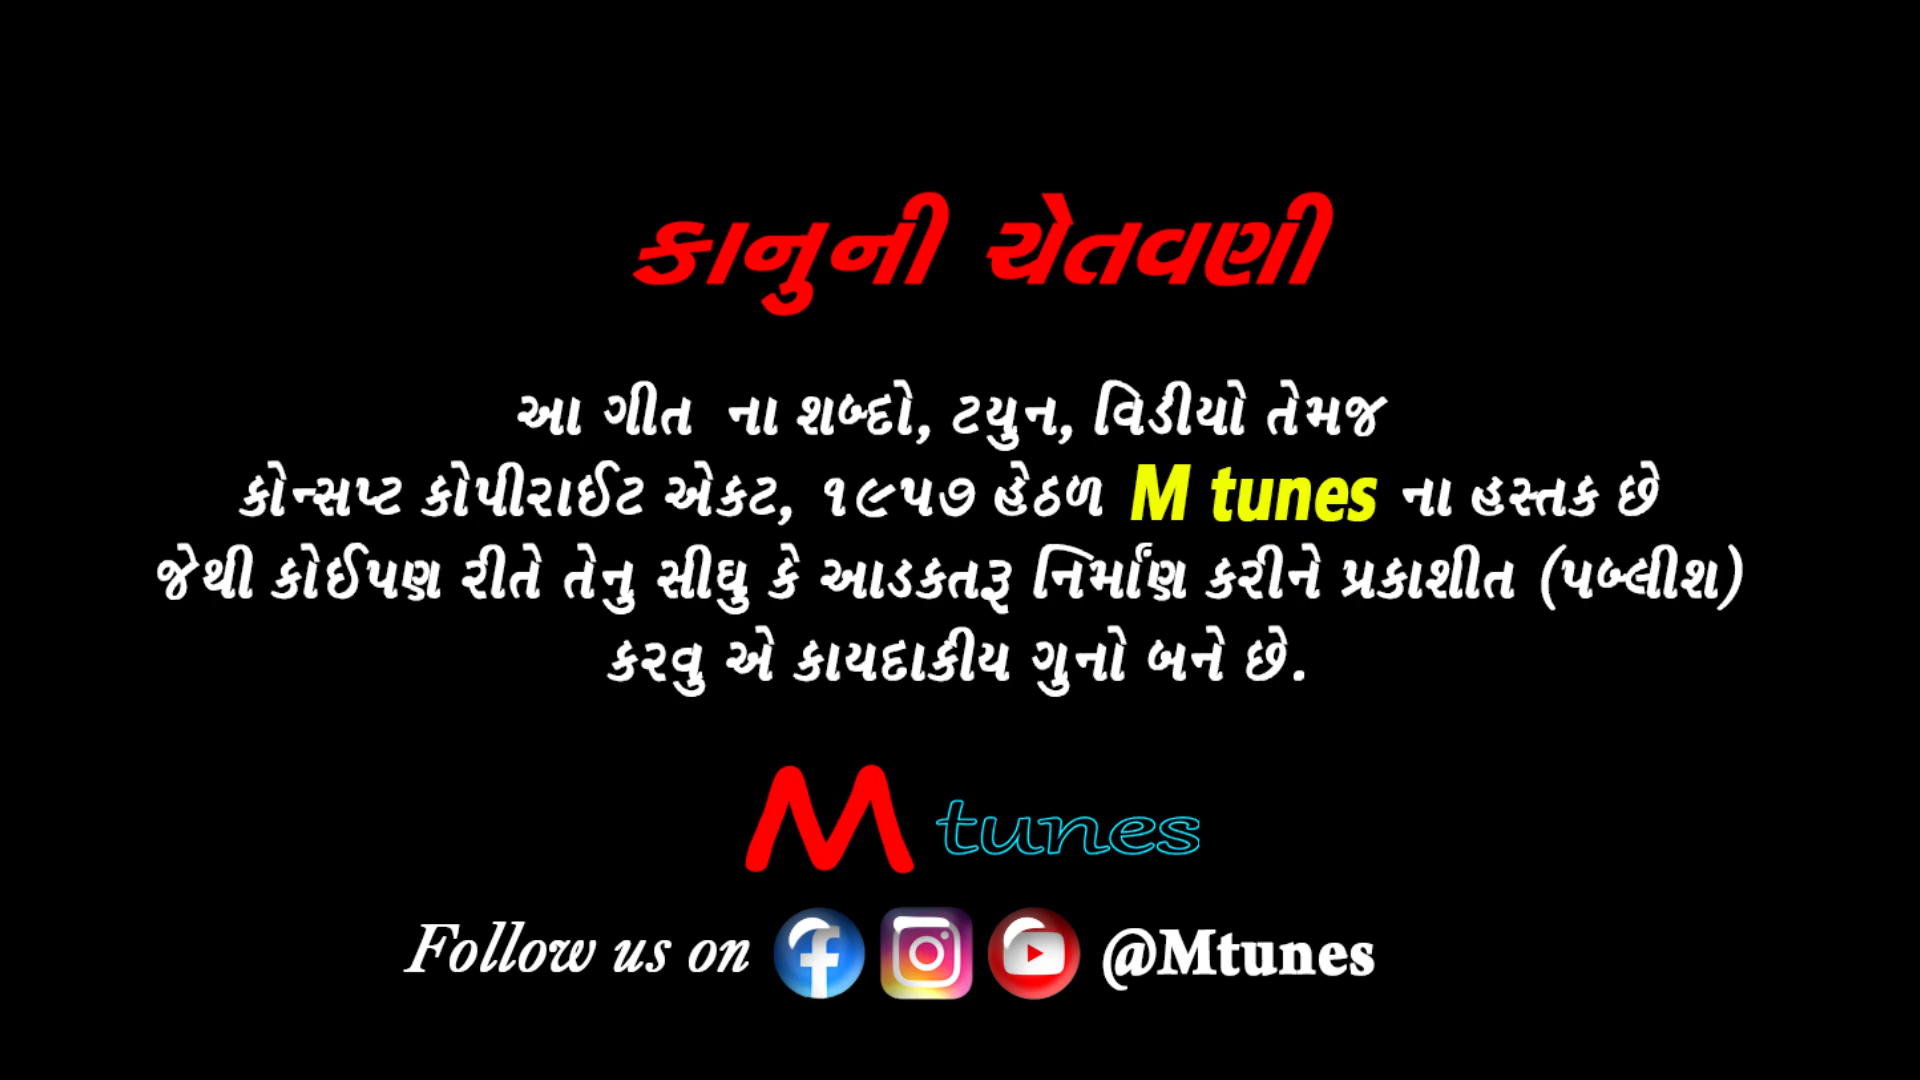 કાનુની ચેતવણી
આ ગીત ના શબ્દો, ટયુન, વિડીયો તેમજ
કોન્સપ્ટ કોપીરાઈટ એકટ, ૧૯૫૭ હેઠળ M tunes ના હસ્તક છે
જેથી કોઈપણ રીતે તેનુ સીઘુ કે આડકતરૂ નિર્માંણ કરીને પ્રકાશીત (પબ્લીશ)
કરવુ એ કાયદાકીય ગુનો બને છે.
M tunes
Follow us on @Mtunes